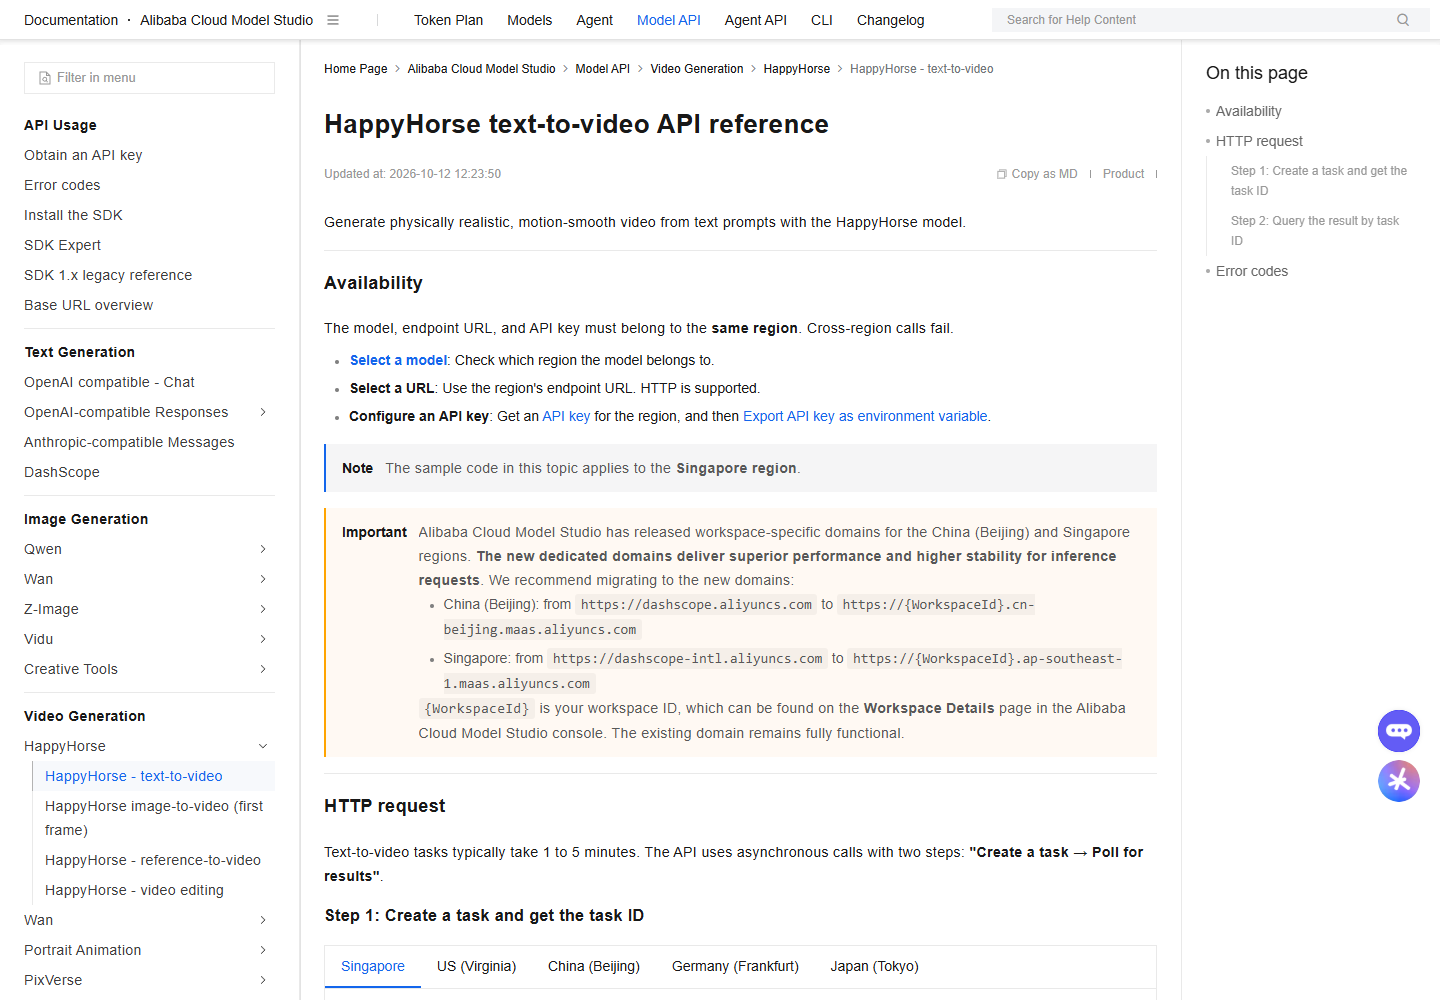 Documentation · Alibaba Cloud Model Studio
Token Plan Models Agent Model API Agent API CLI Changelog
Search for Help Content
Filter in menu
API Usage
Obtain an API key
Error codes
Install the SDK
SDK Expert
SDK 1.x legacy reference
Base URL overview
Text Generation
OpenAI compatible - Chat
OpenAI-compatible Responses
Anthropic-compatible Messages
DashScope
Image Generation
Qwen
Wan
Z-Image
Vidu
Creative Tools
Video Generation
HappyHorse
HappyHorse - text-to-video
HappyHorse image-to-video (first
frame)
HappyHorse - reference-to-video
HappyHorse - video editing
Wan
Portrait Animation
PixVerse
Home Page > Alibaba Cloud Model Studio > Model API > Video Generation > HappyHorse > HappyHorse - text-to-video
HappyHorse text-to-video API reference
Updated at: 2026-10-12 12:23:50
Copy as MD | Product |
Generate physically realistic, motion-smooth video from text prompts with the HappyHorse model.
Availability
The model, endpoint URL, and API key must belong to the same region. Cross-region calls fail.
• Select a model: Check which region the model belongs to.
• Select a URL: Use the region's endpoint URL. HTTP is supported.
• Configure an API key: Get an API key for the region, and then Export API key as environment variable.
Note The sample code in this topic applies to the Singapore region.
Important Alibaba Cloud Model Studio has released workspace-specific domains for the China (Beijing) and Singapore
regions. The new dedicated domains deliver superior performance and higher stability for inference
requests. We recommend migrating to the new domains:
• China (Beijing): from https://dashscope.aliyuncs.com to https://{WorkspaceId}.cn-
beijing.maas.aliyuncs.com
• Singapore: from https://dashscope-intl.aliyuncs.com to https://{WorkspaceId}.ap-southeast-
1.maas.aliyuncs.com
{WorkspaceId} is your workspace ID, which can be found on the Workspace Details page in the Alibaba
Cloud Model Studio console. The existing domain remains fully functional.
HTTP request
Text-to-video tasks typically take 1 to 5 minutes. The API uses asynchronous calls with two steps: "Create a task → Poll for
results".
Step 1: Create a task and get the task ID
Singapore US (Virginia) China (Beijing) Germany (Frankfurt) Japan (Tokyo)
On this page
• Availability
• HTTP request
Step 1: Create a task and get the
task ID
Step 2: Query the result by task
ID
• Error codes